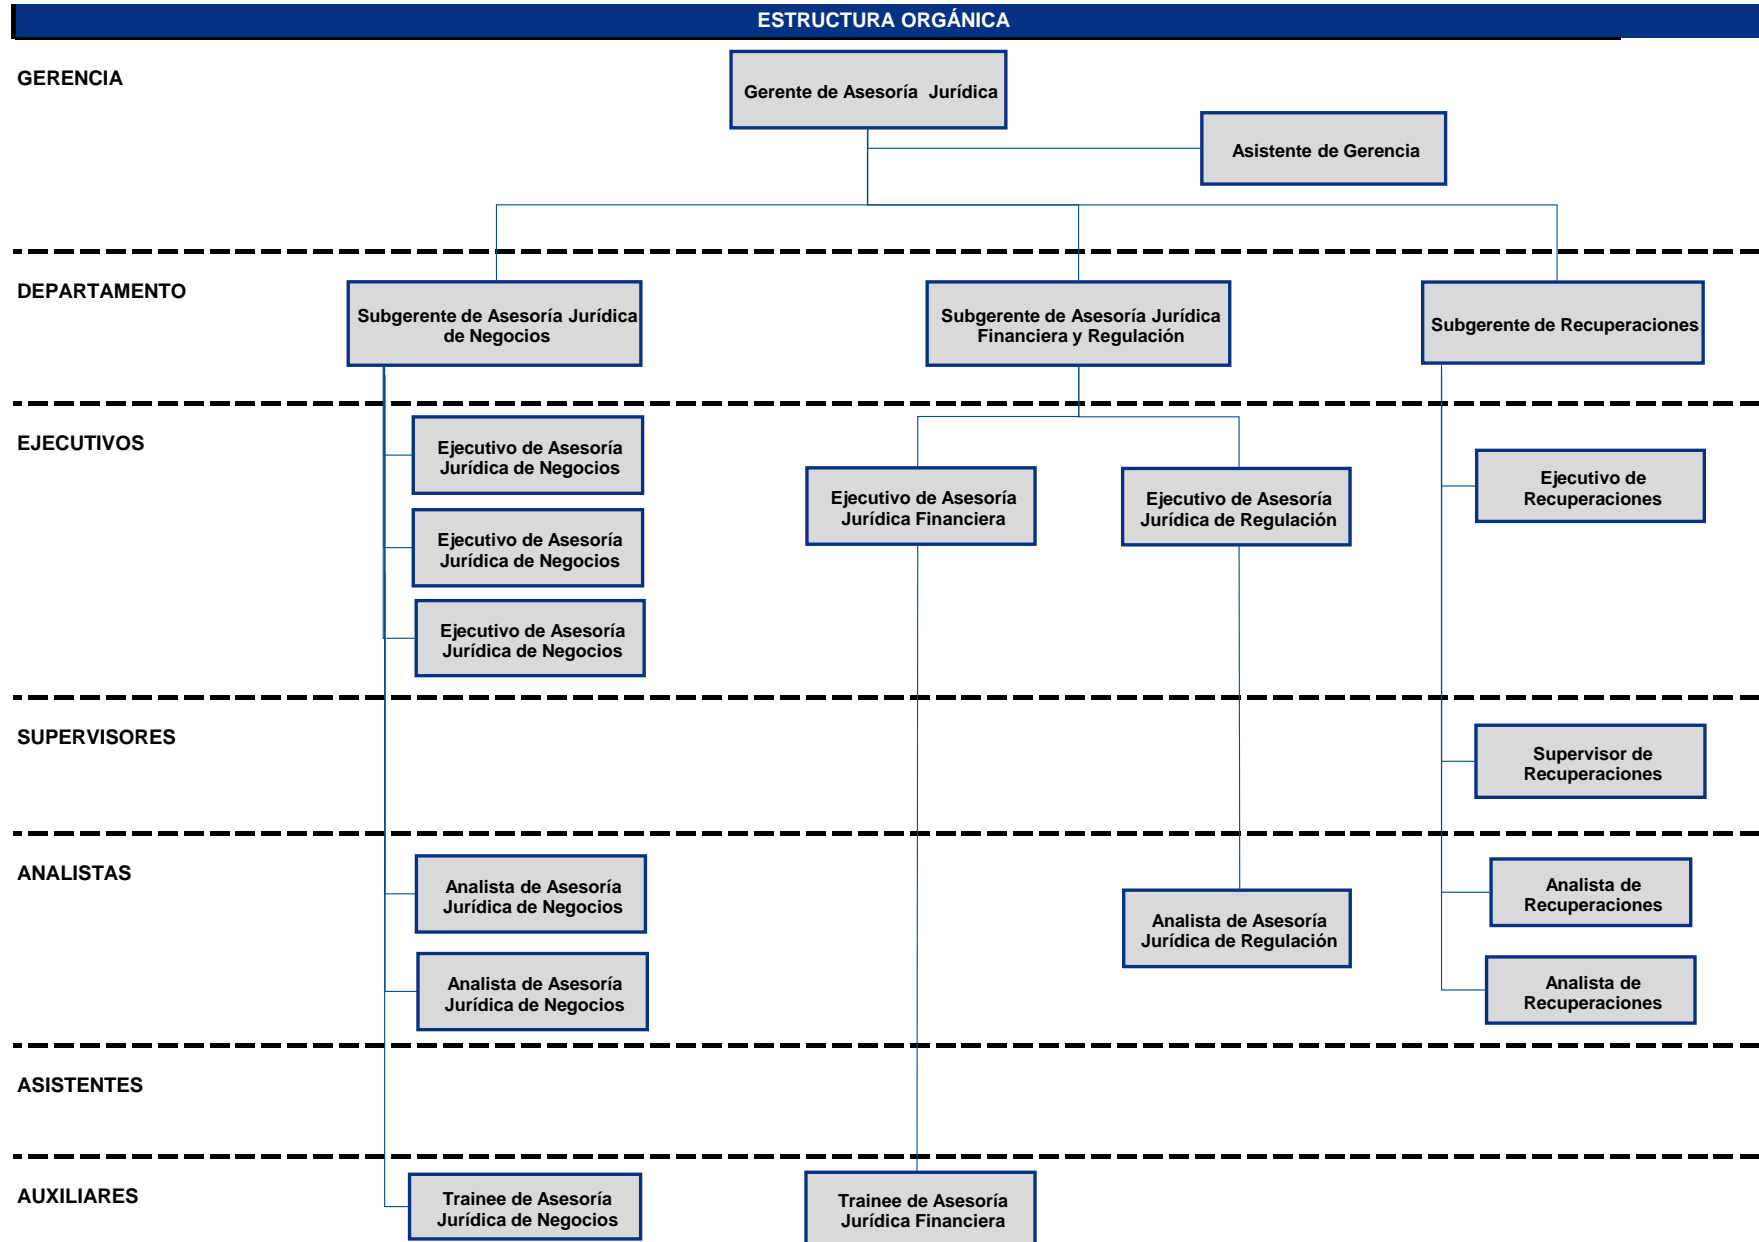 ESTRUCTURA ORGÁNICA
GERENCIA
Gerente de Asesoría Jurídica
Asistente de Gerencia
DEPARTAMENTO
Subgerente de Asesoría Jurídica
de Negocios
Subgerente de Asesoría Jurídica
Financiera y Regulación
Subgerente de Recuperaciones
EJECUTIVOS
Ejecutivo de Asesoría
Jurídica de Negocios
Ejecutivo de Asesoría
Jurídica de Negocios
Ejecutivo de Asesoría
Jurídica de Negocios
Ejecutivo de Asesoría
Jurídica Financiera
Ejecutivo de Asesoría
Jurídica de Regulación
Ejecutivo de
Recuperaciones
SUPERVISORES
Supervisor de
Recuperaciones
ANALISTAS
Analista de Asesoría
Jurídica de Negocios
Analista de Asesoría
Jurídica de Negocios
Analista de Asesoría
Jurídica de Regulación
Analista de
Recuperaciones
Analista de
Recuperaciones
ASISTENTES
AUXILIARES
Trainee de Asesoría
Jurídica de Negocios
Trainee de Asesoría
Jurídica Financiera